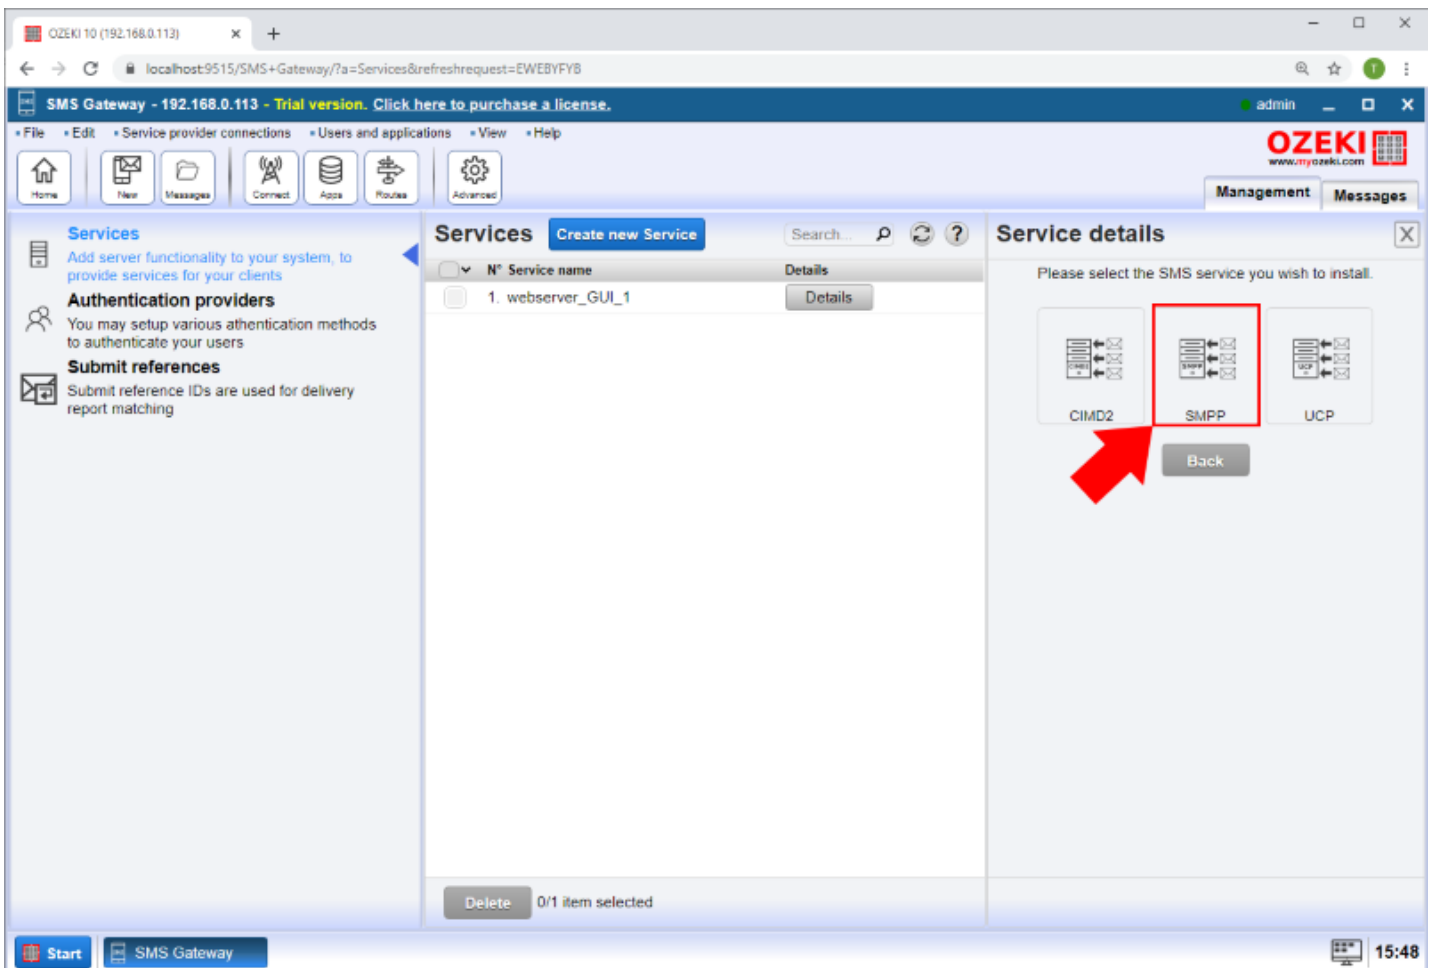 OZEKI 10 (192.168.0.113)
localhost:9515/SMS+Gateway/?a=Services&refreshrequest=EWEBYFYB
T
SMS Gateway - 192.168.0.113 - Trial version. Click here to purchase a license.
admin
File Edit Service provider connections Users and applications View Help
OZEKI
www.myozeki.com
Home New Messages Connect Apps Routes Advanced
Management Messages
Services
Add server functionality to your system, to
provide services for your clients
Authentication providers
You may setup various athentication methods
to authenticate your users
Submit references
Submit reference IDs are used for delivery
report matching
Services Create new Service Search... ?
N° Service name Details
1. webserver_GUI_1 Details
Delete 0/1 item selected
Service details X
Please select the SMS service you wish to install.
CIMD2 SMPP UCP
CIMD2 SMPP UCP
Back
Start SMS Gateway 15:48